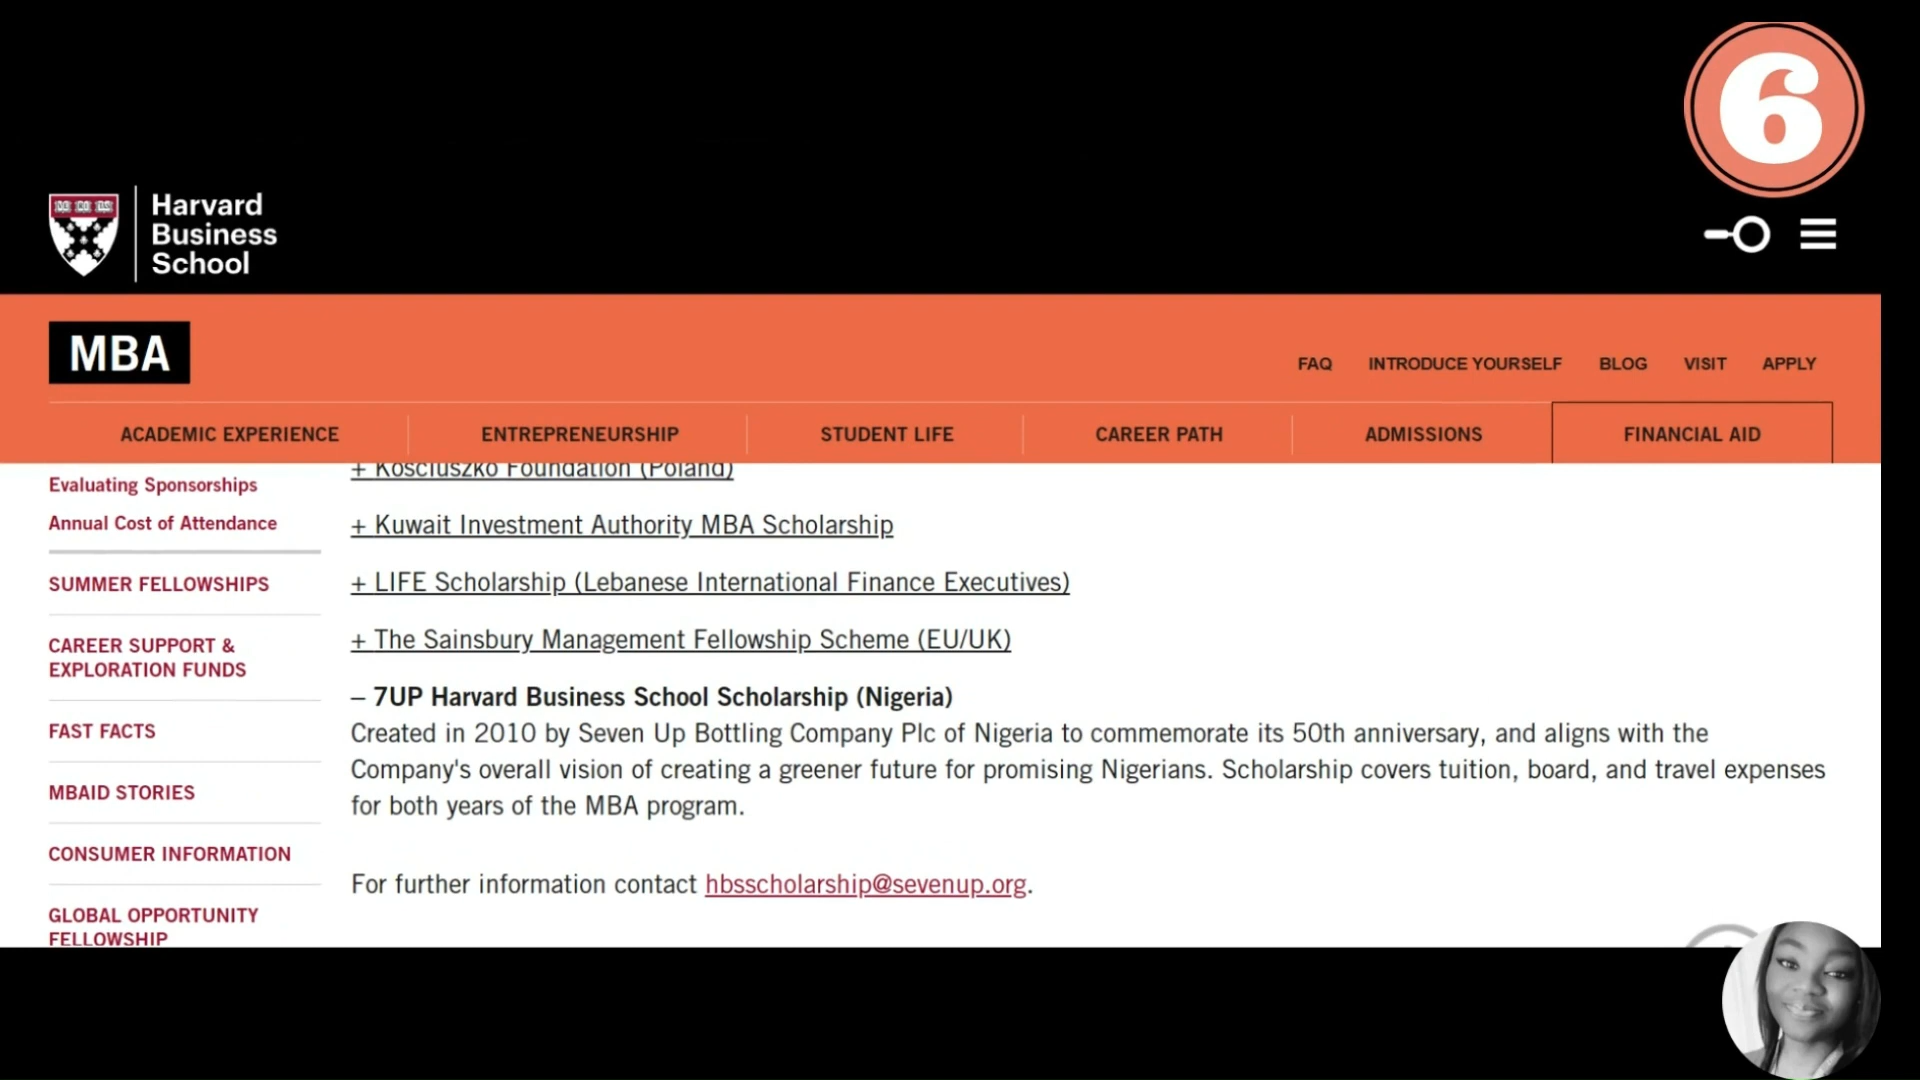 6
Harvard
Business
School
MBA
FAQ INTRODUCE YOURSELF BLOG VISIT APPLY
ACADEMIC EXPERIENCE ENTREPRENEURSHIP STUDENT LIFE CAREER PATH ADMISSIONS FINANCIAL AID
Evaluating Sponsorships
Annual Cost of Attendance
SUMMER FELLOWSHIPS
CAREER SUPPORT &
EXPLORATION FUNDS
FAST FACTS
MBAID STORIES
CONSUMER INFORMATION
GLOBAL OPPORTUNITY
FELLOWSHIP
+ Kosciuszko Foundation (Poland)
+ Kuwait Investment Authority MBA Scholarship
+ LIFE Scholarship (Lebanese International Finance Executives)
+ The Sainsbury Management Fellowship Scheme (EU/UK)
– 7UP Harvard Business School Scholarship (Nigeria)
Created in 2010 by Seven Up Bottling Company Plc of Nigeria to commemorate its 50th anniversary, and aligns with the
Company's overall vision of creating a greener future for promising Nigerians. Scholarship covers tuition, board, and travel expenses
for both years of the MBA program.
For further information contact hbsscholarship@sevenup.org.